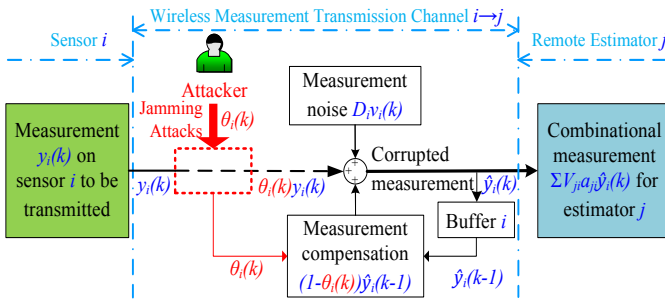 Sensor i
Wireless Measurement Transmission Channel i→j
Remote Estimator j
Attacker
Jamming
Attacks
θi(k)
Measurement
noise Divi(k)
Measurement
yi(k) on
sensor i to be
transmitted
yi(k)
θi(k)yi(k)
Corrupted
measurement
ŷi(k)
Combinational
measurement
ΣVjiajiŷi(k) for
estimator j
Buffer i
θi(k)
Measurement
compensation
(1-θi(k))ŷi(k-1)
ŷi(k-1)